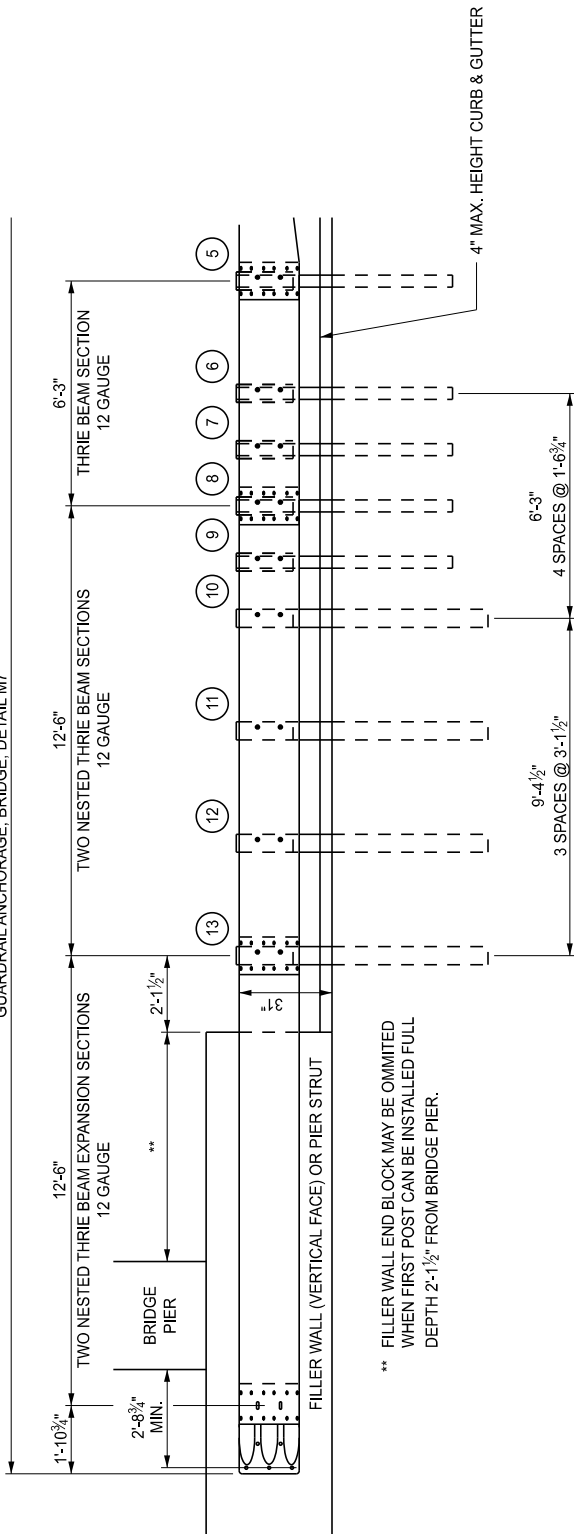 GUARDRAIL ANCHORAGE, BRIDGE, DETAIL M7
12'-6"
TWO NESTED THRIE BEAM EXPANSION SECTIONS
12 GAUGE
12'-6"
TWO NESTED THRIE BEAM SECTIONS
12 GAUGE
6'-3"
THRIE BEAM SECTION
12 GAUGE
1'-10¾"
2'-8¾"
MIN.
BRIDGE
PIER
**
2'-1½"
13
12
11
10
9
8
7
6
5
31"
FILLER WALL (VERTICAL FACE) OR PIER STRUT
4" MAX. HEIGHT CURB & GUTTER
9'-4½"
3 SPACES @ 3'-1½"
6'-3"
4 SPACES @ 1'-6¾"
** FILLER WALL END BLOCK MAY BE OMMITED
WHEN FIRST POST CAN BE INSTALLED FULL
DEPTH 2'-1½" FROM BRIDGE PIER.